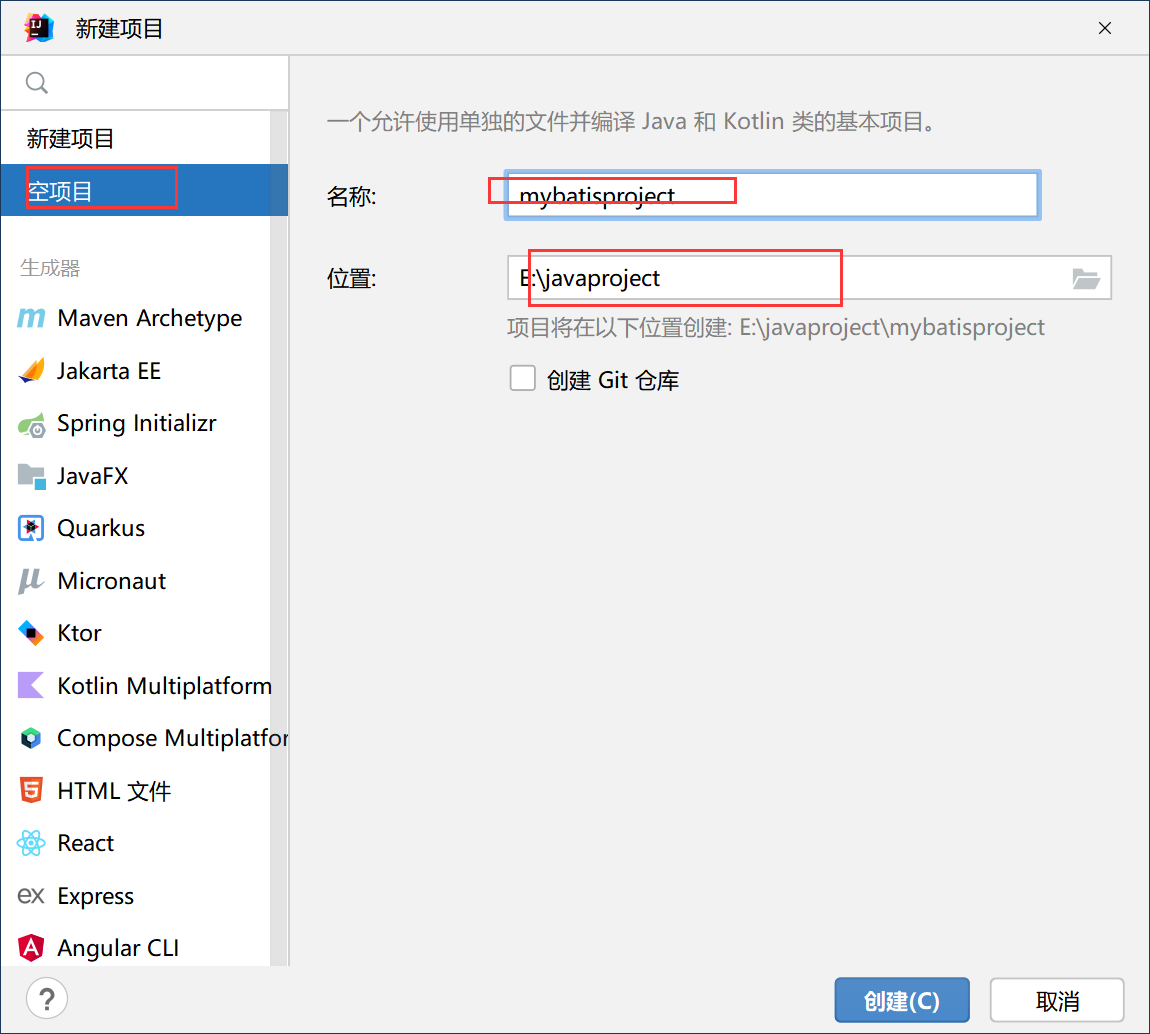 新建项目
新建项目
空项目
生成器
Maven Archetype
Jakarta EE
Spring Initializr
JavaFX
Quarkus
Micronaut
Ktor
Kotlin Multiplatform
Compose Multiplatfor
HTML 文件
React
ex Express
Angular CLI
一个允许使用单独的文件并编译 Java 和 Kotlin 类的基本项目。
名称: mybatisproject
位置: E:\javaproject
项目将在以下位置创建: E:\javaproject\mybatisproject
创建 Git 仓库
?
创建(C) 取消